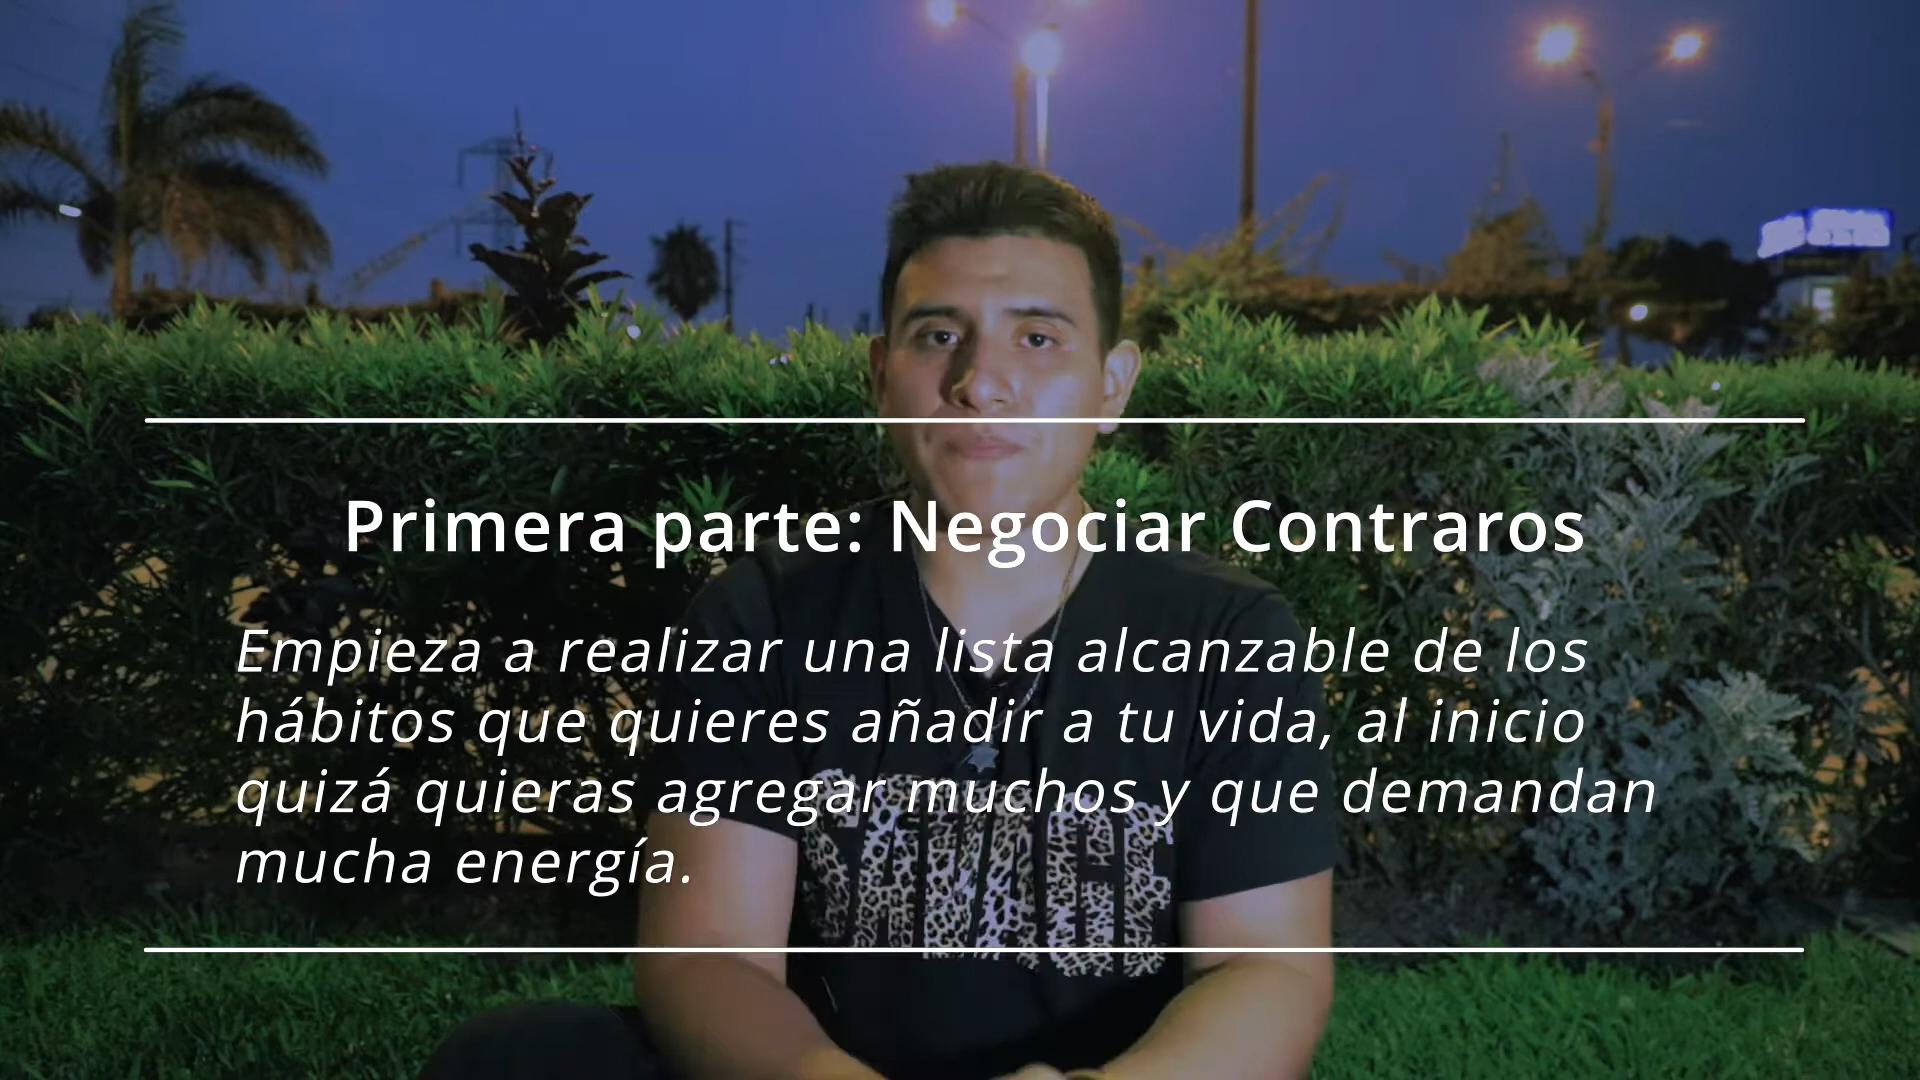 Primera parte: Negociar Contraros
Empieza a realizar una lista alcanzable de los
hábitos que quieres añadir a tu vida, al inicio
quizá quieras agregar muchos y que demandan
mucha energía.
SAVAGE